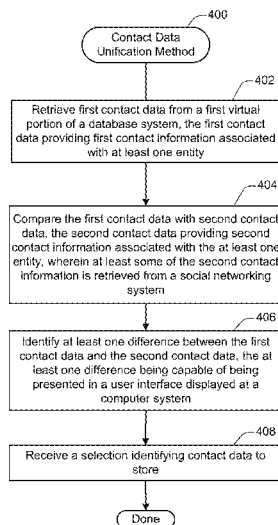 400
Contact Data
Unification Method
402
Retrieve first contact data from a first virtual
portion of a database system, the first contact
data providing first contact information associated
with at least one entity
404
Compare the first contact data with second contact
data, the second contact data providing second
contact information associated with the at least one
entity, wherein at least some of the second contact
information is retrieved from a social networking
system
406
Identify at least one difference between the first
contact data and the second contact data, the at
least one difference being capable of being
presented in a user interface displayed at a
computer system
408
Receive a selection identifying contact data to
store
Done